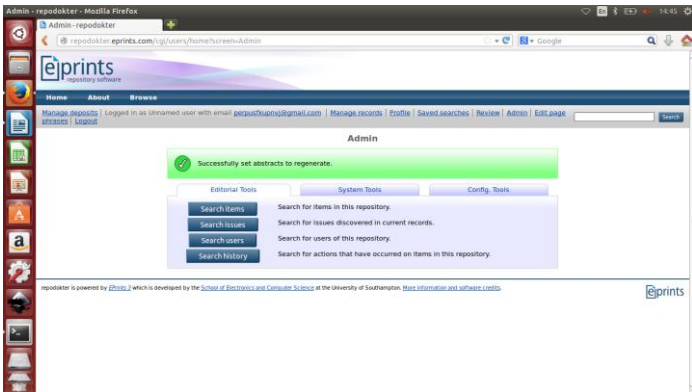 Admin - repodokter - Mozilla Firefox
En
14:45
Admin - repodokter
repodokter.eprints.com/cgi/users/home?screen=Admin
Google
eprints
repository software
Home About Browse
Manage deposits | Logged in as Unnamed user with email perpusfkupnvj@gmail.com | Manage records | Profile | Saved searches | Review | Admin | Edit page
phrases | Logout
Search
Admin
Successfully set abstracts to regenerate.
Editorial Tools System Tools Config. Tools
Search items Search for items in this repository.
Search issues Search for issues discovered in current records.
Search users Search for users of this repository.
Search history Search for actions that have occurred on items in this repository.
repodokter is powered by EPrints 3 which is developed by the School of Electronics and Computer Science at the University of Southampton. More information and software credits.
eprints